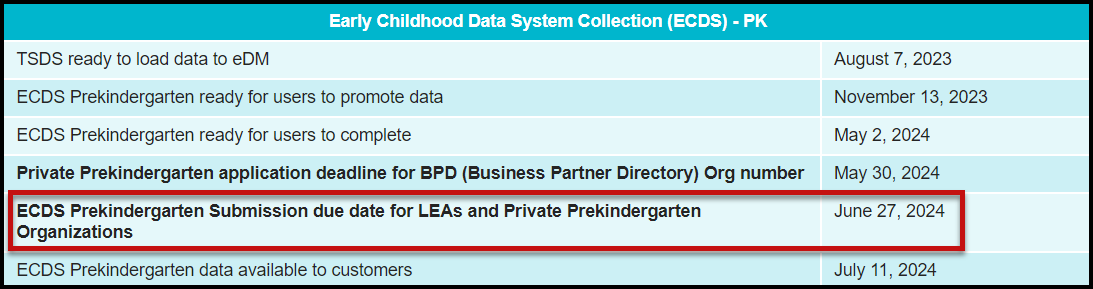 Early Childhood Data System Collection (ECDS) - PK
TSDS ready to load data to eDM August 7, 2023
ECDS Prekindergarten ready for users to promote data November 13, 2023
ECDS Prekindergarten ready for users to complete May 2, 2024
Private Prekindergarten application deadline for BPD (Business Partner Directory) Org number May 30, 2024
ECDS Prekindergarten Submission due date for LEAs and Private Prekindergarten June 27, 2024
Organizations
ECDS Prekindergarten data available to customers July 11, 2024